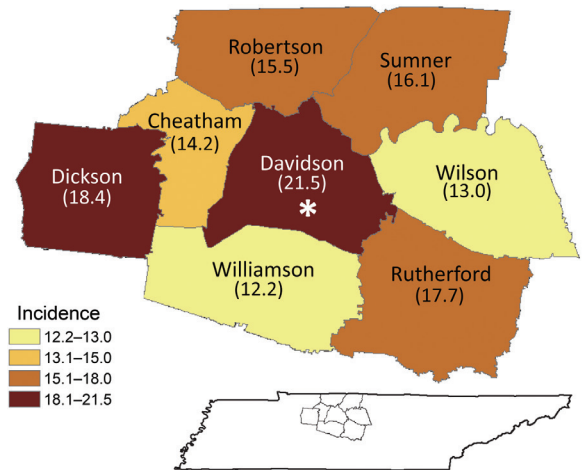 Robertson
(15.5)
Sumner
(16.1)
Cheatham
(14.2)
Dickson
(18.4)
Davidson
(21.5)
*
Wilson
(13.0)
Williamson
(12.2)
Rutherford
(17.7)
Incidence
12.2–13.0
13.1–15.0
15.1–18.0
18.1–21.5